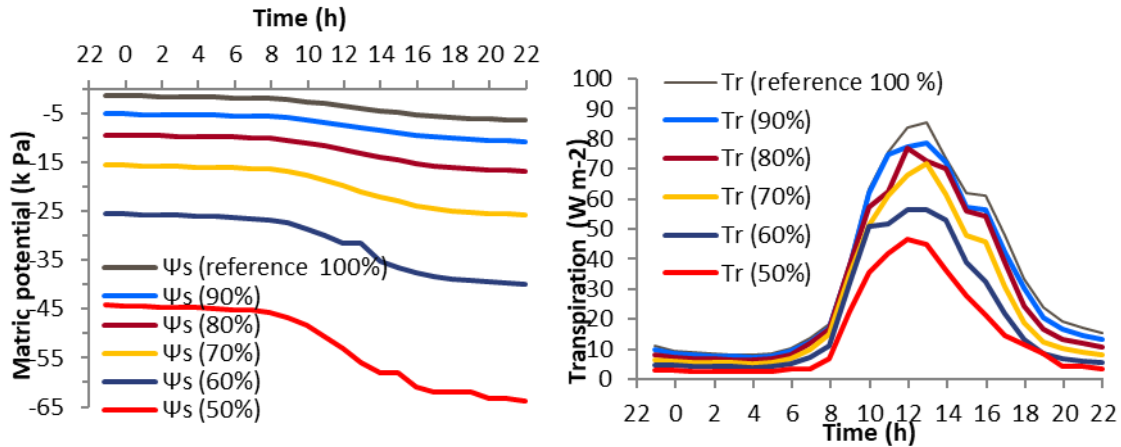 Time (h)
22 0 2 4 6 8 10 12 14 16 18 20 22
-5
-15
-25
-35
-45
-55
-65
Matric potential (k Pa)
Ψs (reference 100%)
Ψs (90%)
Ψs (80%)
Ψs (70%)
Ψs (60%)
Ψs (50%)
100
90
80
70
60
50
40
30
20
10
0
Transpiration (W m-2)
Tr (reference 100 %)
Tr (90%)
Tr (80%)
Tr (70%)
Tr (60%)
Tr (50%)
22 0 2 4 6 8 10 12 14 16 18 20 22
Time (h)